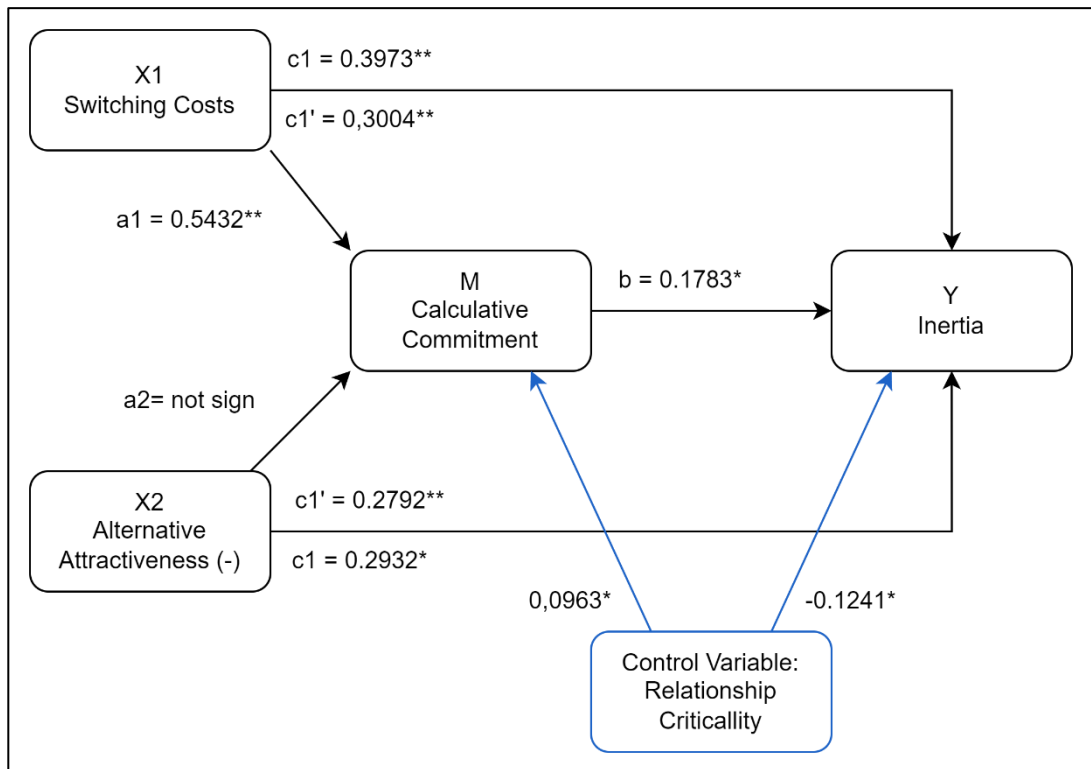 c1 = 0.3973**
X1
Switching Costs
c1' = 0,3004**
a1 = 0.5432**
M
Calculative
Commitment
b = 0.1783*
Y
Inertia
a2= not sign
X2
Alternative
Attractiveness (-)
c1' = 0.2792**
c1 = 0.2932*
0,0963*
-0.1241*
Control Variable:
Relationship
Criticallity